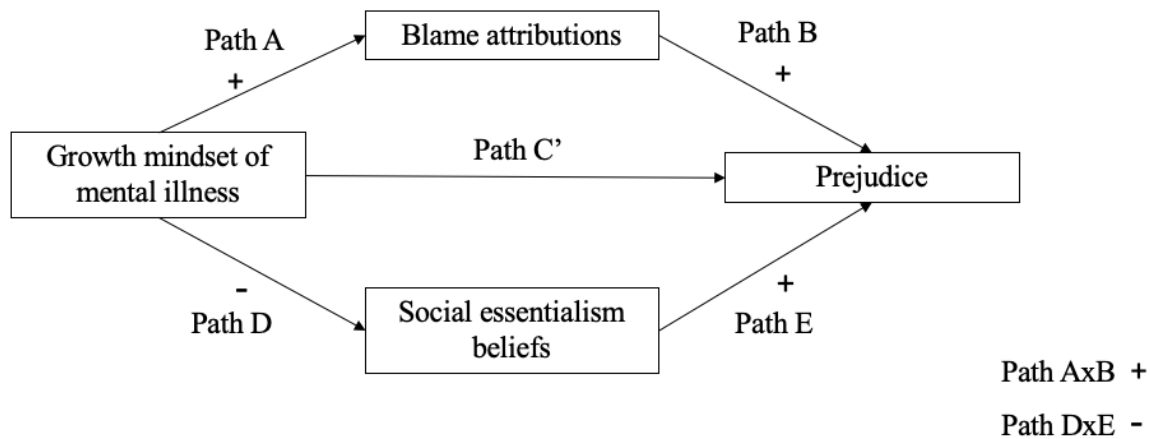 Path A
+
Blame attributions
Path B
+
Growth mindset of
mental illness
Path C’
Prejudice
-
Path D
Social essentialism
beliefs
+
Path E
Path AxB +
Path DxE -